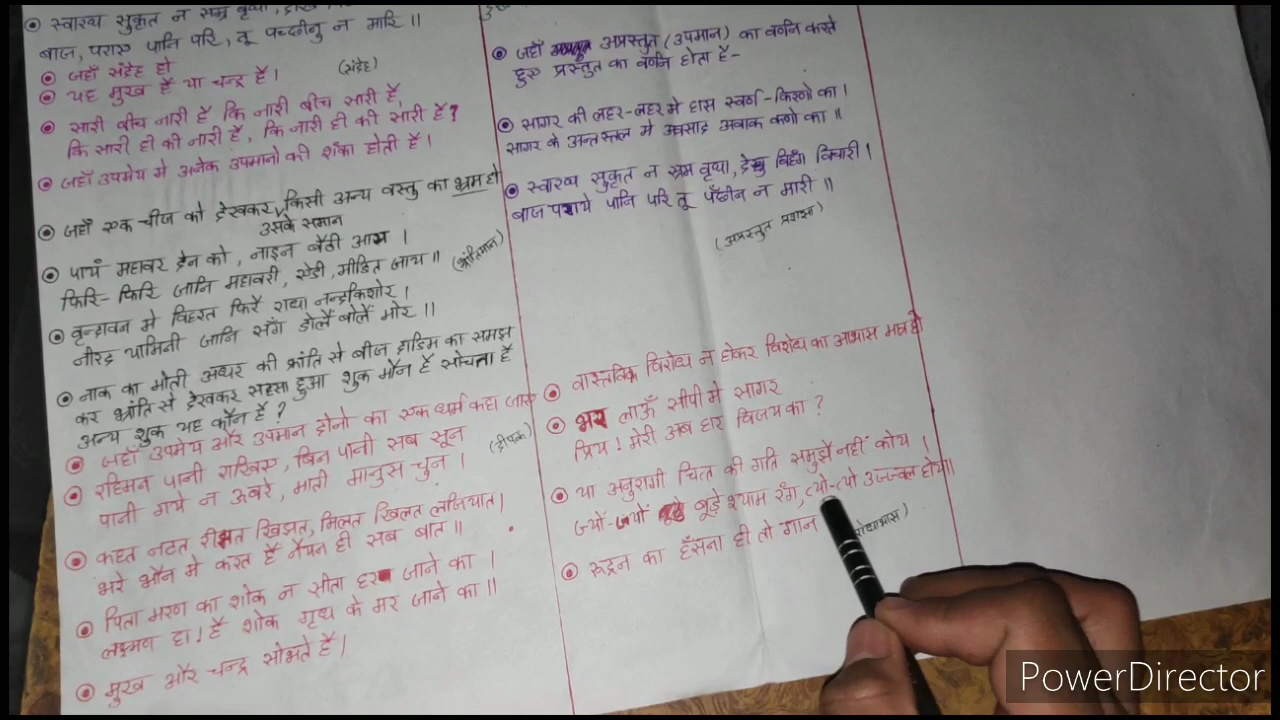 स्वारथ सुकृत न स्रम वृथा,
बाज, पराए पानि परि, तू पच्छीनु न मारि ॥
जहाँ संदेह हो
यह मुख है या चन्द्र है। (संदेह)
सारी बीच नारी है कि नारी बीच सारी है,
कि सारी ही की नारी है, कि नारी ही की सारी है?
जहाँ उपमेय मे अनेक उपमानो की शंका होती है।
जहाँ एक चीज को देखकर, किसी अन्य वस्तु का भ्रम हो
उसके समान
पायं महावर देन को, नाइन बैठी आय ।
फिरि-फिरि जानि महावरी, एडी, मीडित जाय ॥ (भ्रांतिमान)
वृन्दावन मे विहरत फिरैं राधा नन्दकिशोर।
नीरद यामिनी जानि सँग डोलैं बोलैं मोर ॥
नाक का मोती अधर की क्रांति से बीज दाडिम का समझ
कर भ्रांति से देखकर सहसा हुआ शुक मौन है सोचता है
अन्य शुक यह कौन है?
जहाँ उपमेय और उपमान दोनो का एक धर्म कहा जाए
रहिमन पानी राखिए, बिन पानी सब सून (दीपक)
पानी गये न ऊबरे, मोती मानुस चुन ।
कहत नटत रीझत खिझत, मिलत खिलत लजियात।
भरे भौन मे करत है नैयन ही सब बात ॥
पिता मरण का शोक न सीता हर जाने का ।
लक्ष्मण हा! है शोक गृध्र के मर जाने का ॥
मुख और चन्द्र सोभते हैं।
जहाँ अप्रस्तुत (उपमान) का वर्णन करते
हुए प्रस्तुत का वर्णन होता है-
सागर की लहर-लहर मे हास स्वर्ण-किरणो का।
सागर के अन्तस्तल मे अवसाद अवाक कणो का ॥
स्वारथ सुकृत न स्रम वृथा, देखु विहँग विचारी।
बाज पराये पानि परि तू पँछीन न मारी ॥
(अप्रस्तुत प्रशंसा)
वास्तविक विरोध न होकर विरोध का आभास मात्र हो
भर लाऊँ सीपी मे सागर
प्रिय! मेरी अब हार विजय का?
या अनुरागी चित्त की गति समुझै नहीं कोय ।
ज्यों-ज्यों बूड़े श्याम रँग, त्यो-त्यो उज्ज्वल होय॥
रुदन का हँसना ही तो गान
PowerDirector